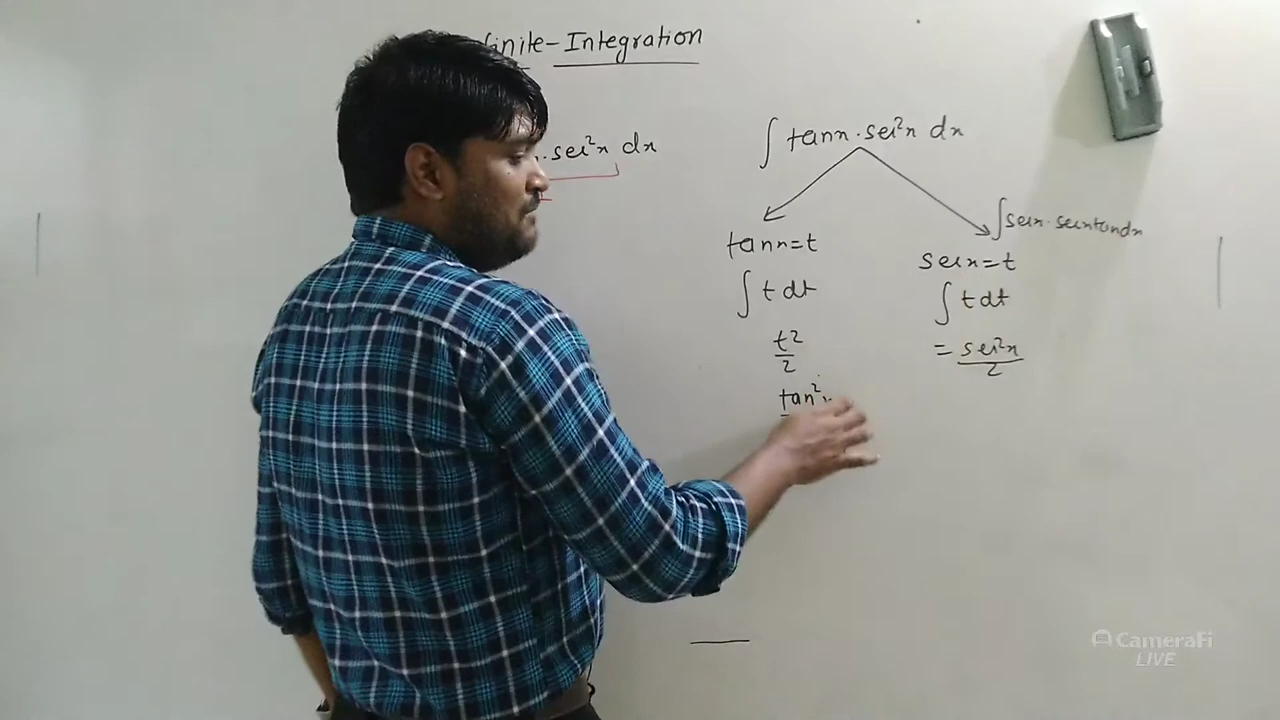 finite-Integration
. sec²x dx
∫ tanx . sec²x dx
∫ secx . secxtanxdx
tanx = t
∫ t dt
t²/2
tan²x
secx = t
∫ t dt
= sec²x/2
CameraFi
LIVE